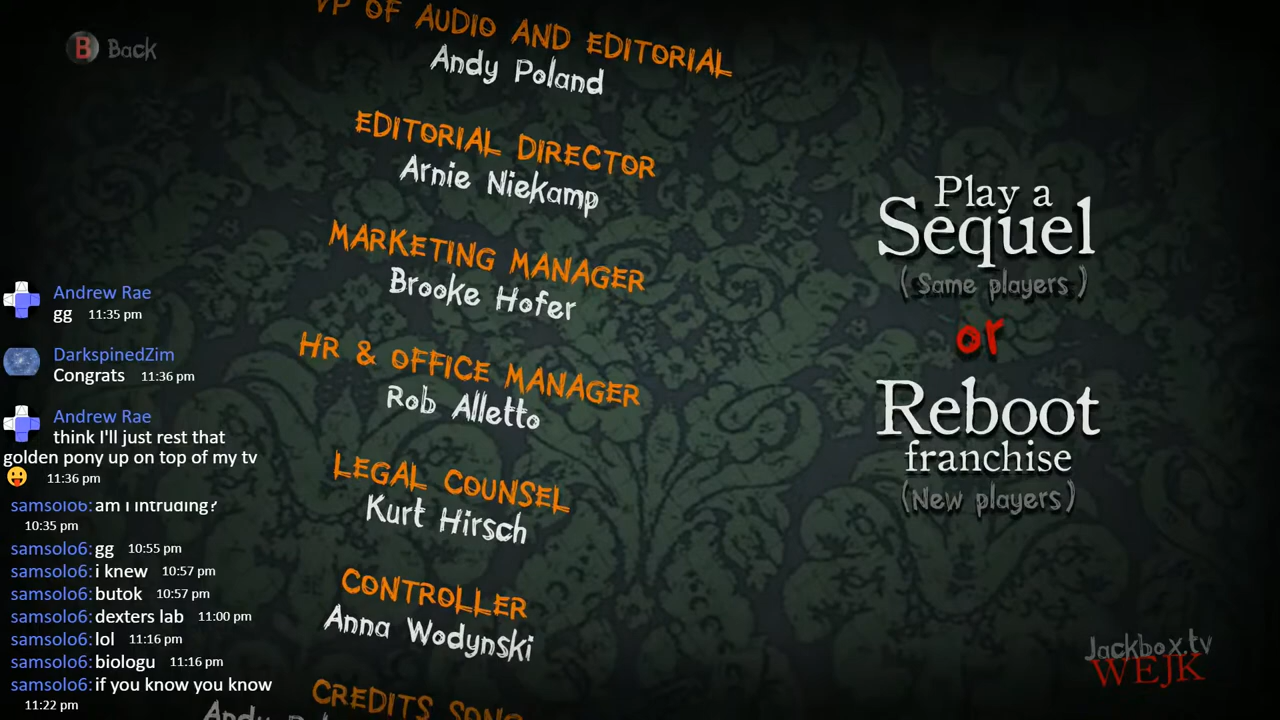 B Back
VP OF AUDIO AND EDITORIAL
Andy Poland
EDITORIAL DIRECTOR
Arnie Niekamp
MARKETING MANAGER
Brooke Hofer
HR & OFFICE MANAGER
Rob Alletto
LEGAL COUNSEL
Kurt Hirsch
CONTROLLER
Anna Wodynski
CREDITS SONG
Andy
Play a
Sequel
(Same players)
or
Reboot
franchise
(New players)
Jackbox.tv
WEJK
Andrew Rae
gg 11:35 pm
DarkspinedZim
Congrats 11:36 pm
Andrew Rae
think I'll just rest that
golden pony up on top of my tv
😛 11:36 pm
samsolo6: am i intruding?
10:35 pm
samsolo6: gg 10:55 pm
samsolo6: i knew 10:57 pm
samsolo6: butok 10:57 pm
samsolo6: dexters lab 11:00 pm
samsolo6: lol 11:16 pm
samsolo6: biologu 11:16 pm
samsolo6: if you know you know
11:22 pm